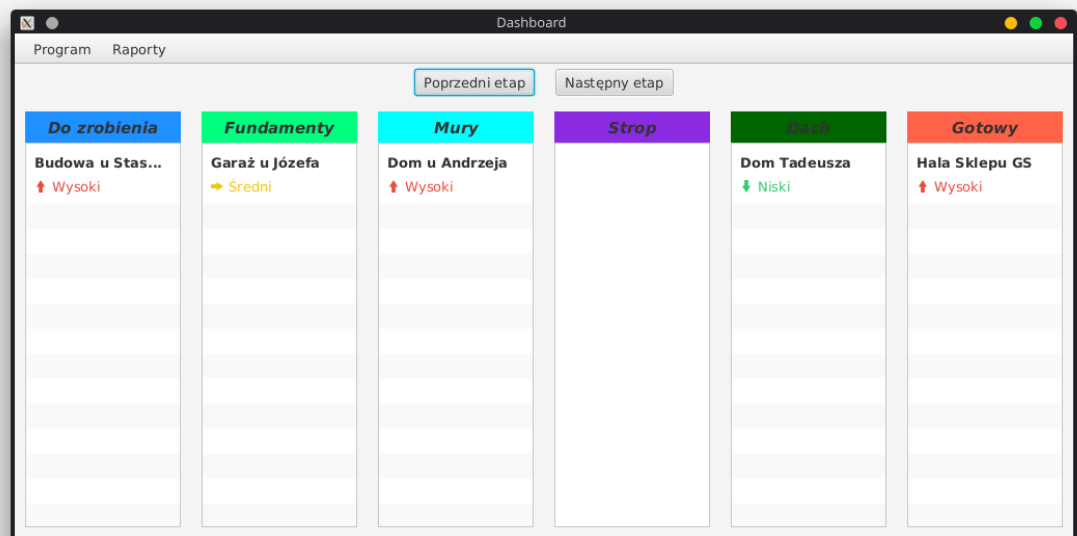 Dashboard
Program Raporty
Poprzedni etap Następny etap
Do zrobienia Fundamenty Mury Strop Dach Gotowy
Budowa u Stas... Garaż u Józefa Dom u Andrzeja Dom Tadeusza Hala Sklepu GS
Wysoki Średni Wysoki Niski Wysoki